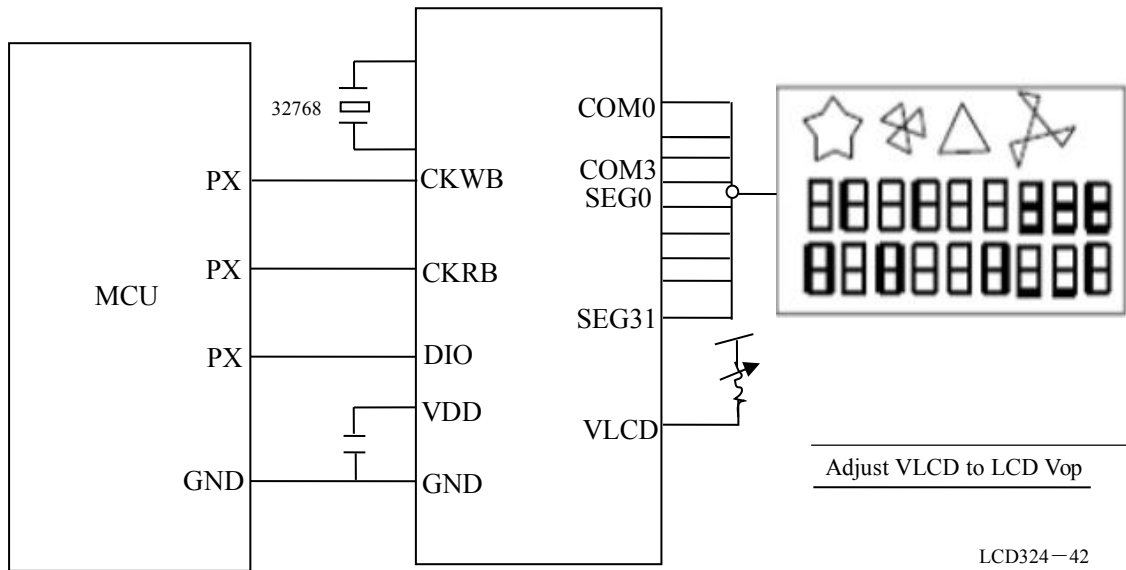 MCU
PX
PX
PX
GND
32768
CKWB
CKRB
DIO
VDD
GND
COM0
COM3
SEG0
SEG31
VLCD
Adjust VLCD to LCD Vop
LCD324－42